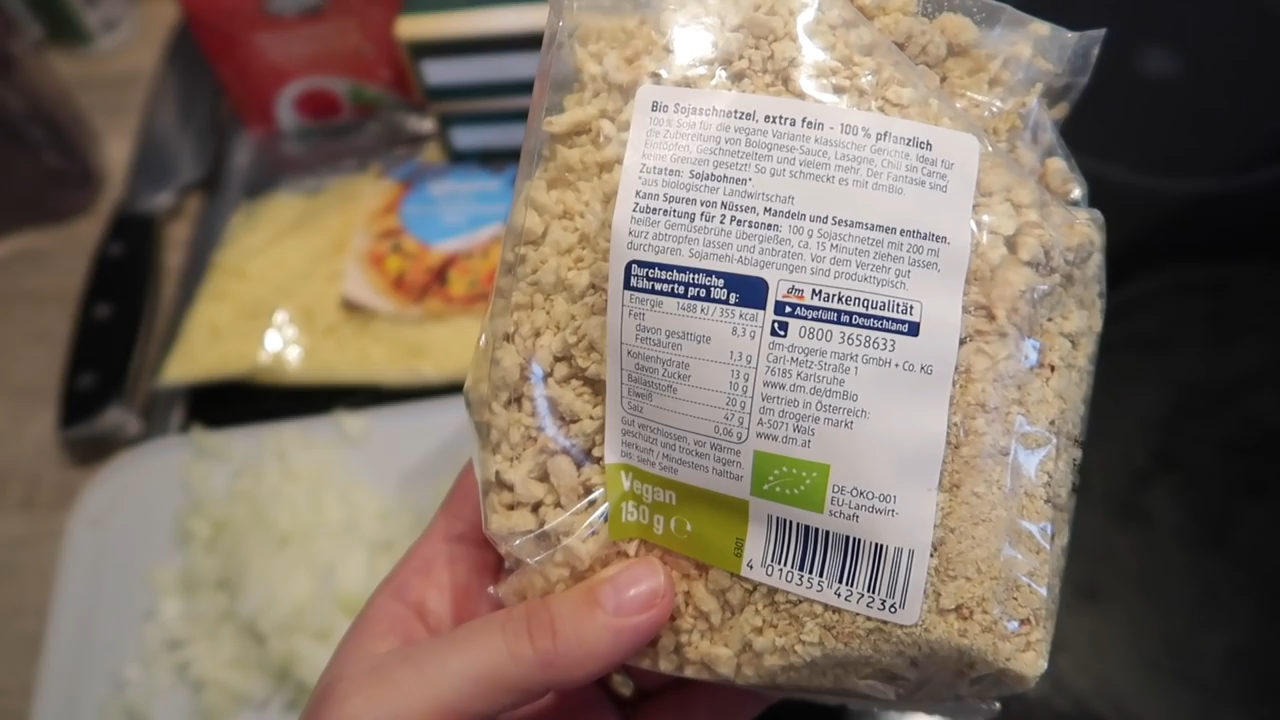 Bio Sojaschnetzel, extra fein - 100 % pflanzlich
100 % Soja für die vegane Variante klassischer Gerichte. Ideal für
die Zubereitung von Bolognese-Sauce, Lasagne, Chili sin Carne,
Eintöpfen, Geschnetzeltem und vielem mehr. Der Fantasie sind
keine Grenzen gesetzt! So gut schmeckt es mit dmBio.
Zutaten: Sojabohnen*.
*aus biologischer Landwirtschaft
Kann Spuren von Nüssen, Mandeln und Sesamsamen enthalten.
Zubereitung für 2 Personen: 100 g Sojaschnetzel mit 200 ml
heißer Gemüsebrühe übergießen, ca. 15 Minuten ziehen lassen,
kurz abtropfen lassen und anbraten. Vor dem Verzehr gut
durchgaren. Sojamehl-Ablagerungen sind produkttypisch.
Durchschnittliche
Nährwerte pro 100 g:
Energie 1488 kJ / 355 kcal
Fett 8,3 g
davon gesättigte
Fettsäuren 1,3 g
Kohlenhydrate 13 g
davon Zucker 10 g
Ballaststoffe 20 g
Eiweiß 47 g
Salz 0,06 g
Gut verschlossen, vor Wärme
geschützt und trocken lagern.
Herkunft / Mindestens haltbar
bis: siehe Seite
dm Markenqualität
Abgefüllt in Deutschland
0800 3658633
dm-drogerie markt GmbH + Co. KG
Carl-Metz-Straße 1
76185 Karlsruhe
www.dm.de/dmBio
Vertrieb in Österreich:
dm drogerie markt
A-5071 Wals
www.dm.at
DE-ÖKO-001
EU-Landwirt-
schaft
Vegan
150 g e
6301
4 010355 427236